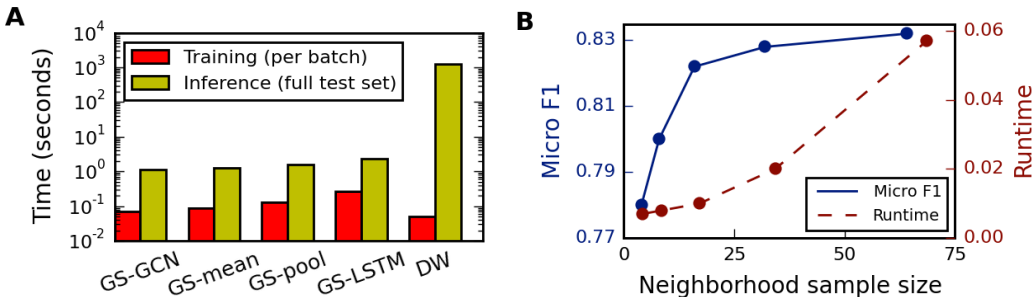 A
Time (seconds)
10^4
10^3
10^2
10^1
10^0
10^-1
10^-2
Training (per batch)
Inference (full test set)
GS-GCN
GS-mean
GS-pool
GS-LSTM
DW
B
Micro F1
0.83
0.81
0.79
0.77
Micro F1
Runtime
0.06
0.04
0.02
0.00
Runtime
0
25
50
75
Neighborhood sample size